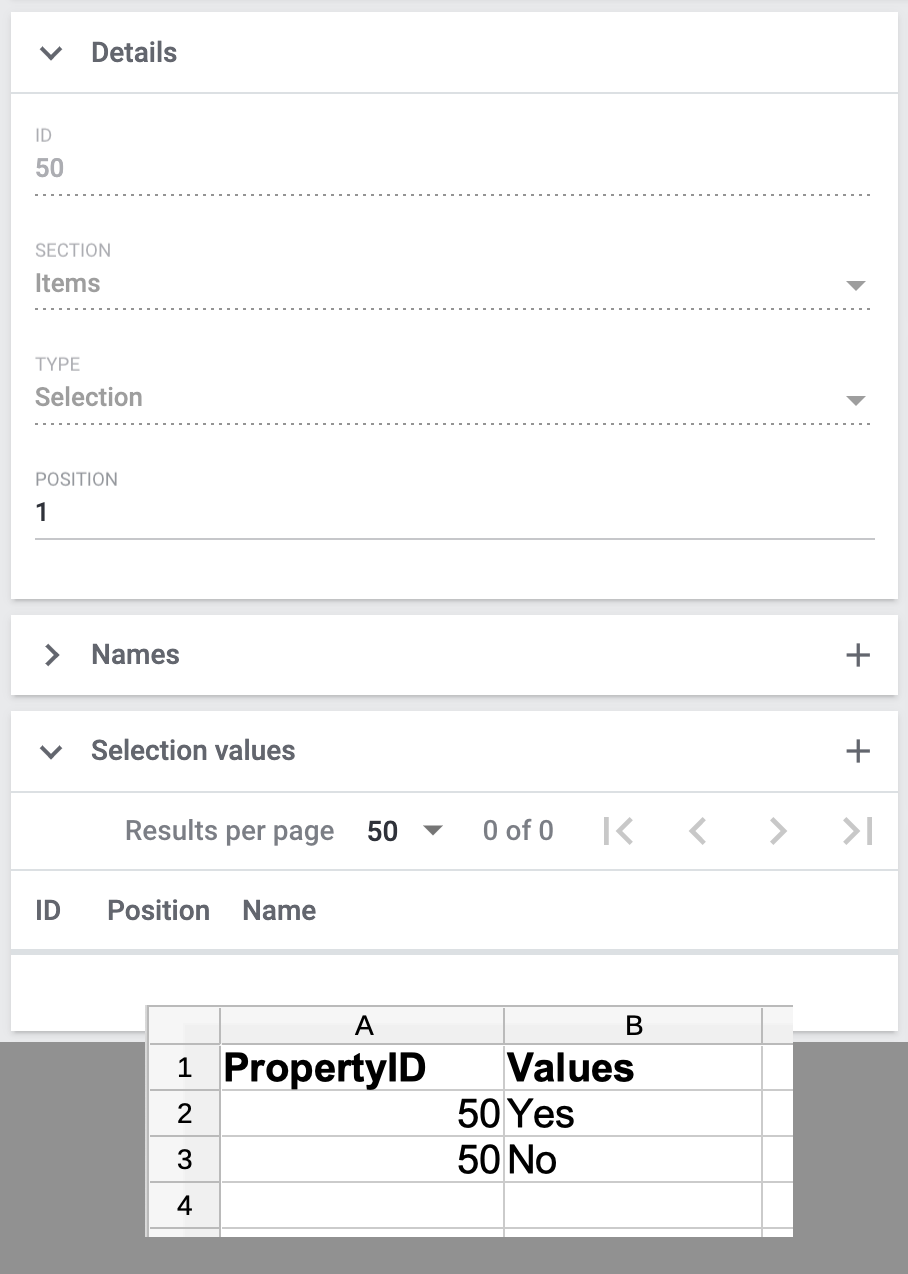 Details
ID
50
SECTION
Items
TYPE
Selection
POSITION
1
Names
Selection values
Results per page 50 0 of 0
ID Position Name
A B
1 PropertyID Values
2 50 Yes
3 50 No
4